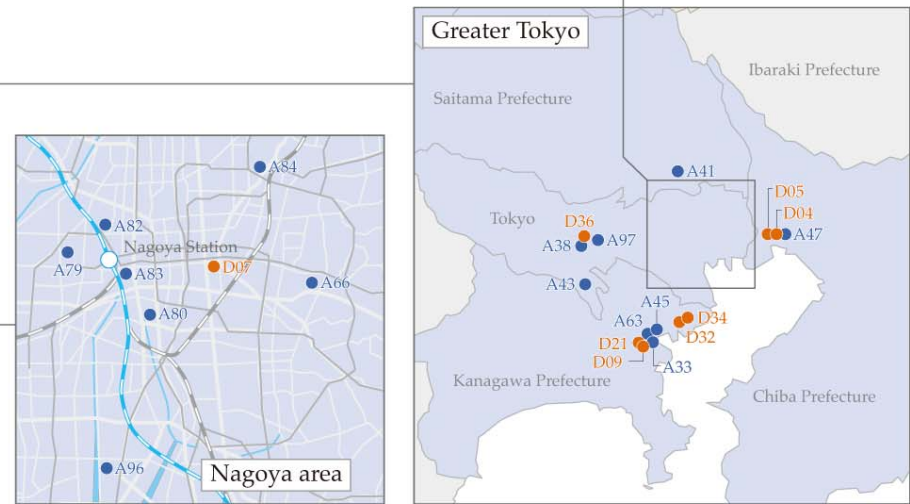 Greater Tokyo
Ibaraki Prefecture
Saitama Prefecture
A41
D05
D04
A47
Tokyo
D36
A38
A97
A43
A45
A63
D34
D32
D21
D09
A33
Kanagawa Prefecture
Chiba Prefecture
A84
A82
Nagoya Station
A79
A83
D07
A66
A80
A96
Nagoya area